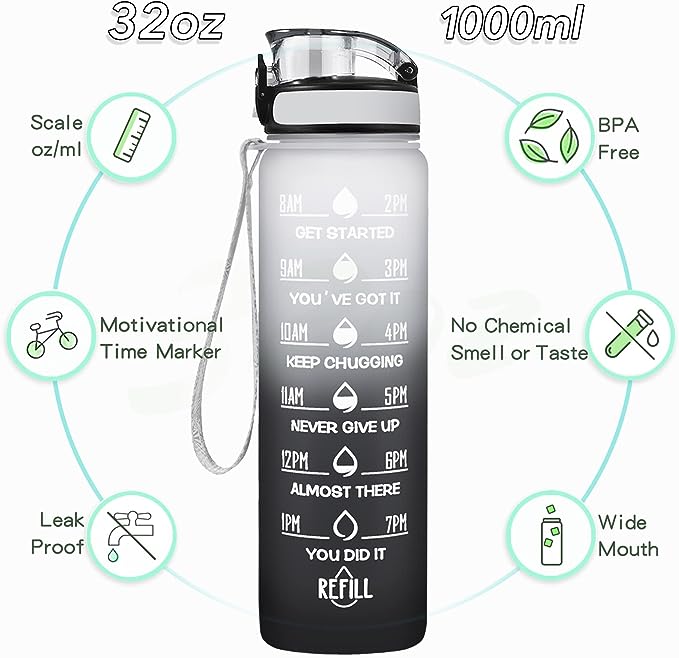 32oz
1000ml
Scale
oz/ml
BPA
Free
8AM 2PM
GET STARTED
9AM 3PM
YOU'VE GOT IT
10AM 4PM
KEEP CHUGGING
Motivational
Time Marker
No Chemical
Smell or Taste
11AM 5PM
NEVER GIVE UP
12PM 6PM
ALMOST THERE
1PM 7PM
YOU DID IT
REFILL
Leak
Proof
Wide
Mouth